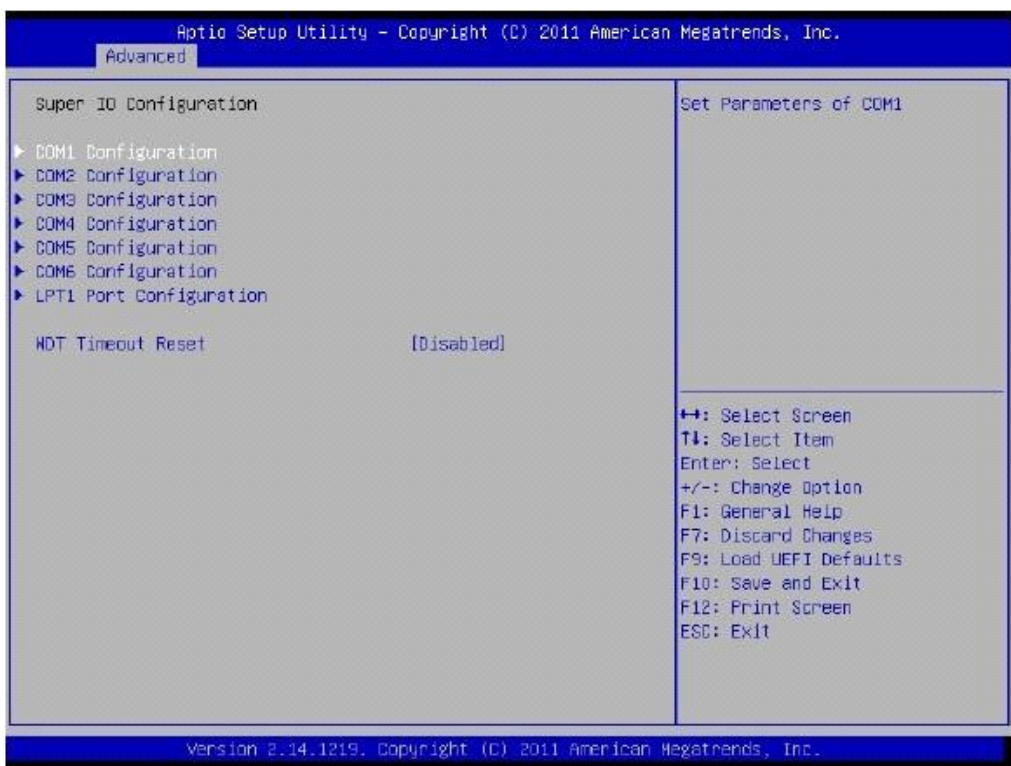 Aptio Setup Utility – Copyright (C) 2011 American Megatrends, Inc.
Advanced
Super IO Configuration
COM1 Configuration
COM2 Configuration
COM3 Configuration
COM4 Configuration
COM5 Configuration
COM6 Configuration
LPT1 Port Configuration
WDT Timeout Reset [Disabled]
Set Parameters of COM1
↔: Select Screen
↑↓: Select Item
Enter: Select
+/-: Change Option
F1: General Help
F7: Discard Changes
F9: Load UEFI Defaults
F10: Save and Exit
F12: Print Screen
ESC: Exit
Version 2.14.1219. Copyright (C) 2011 American Megatrends, Inc.